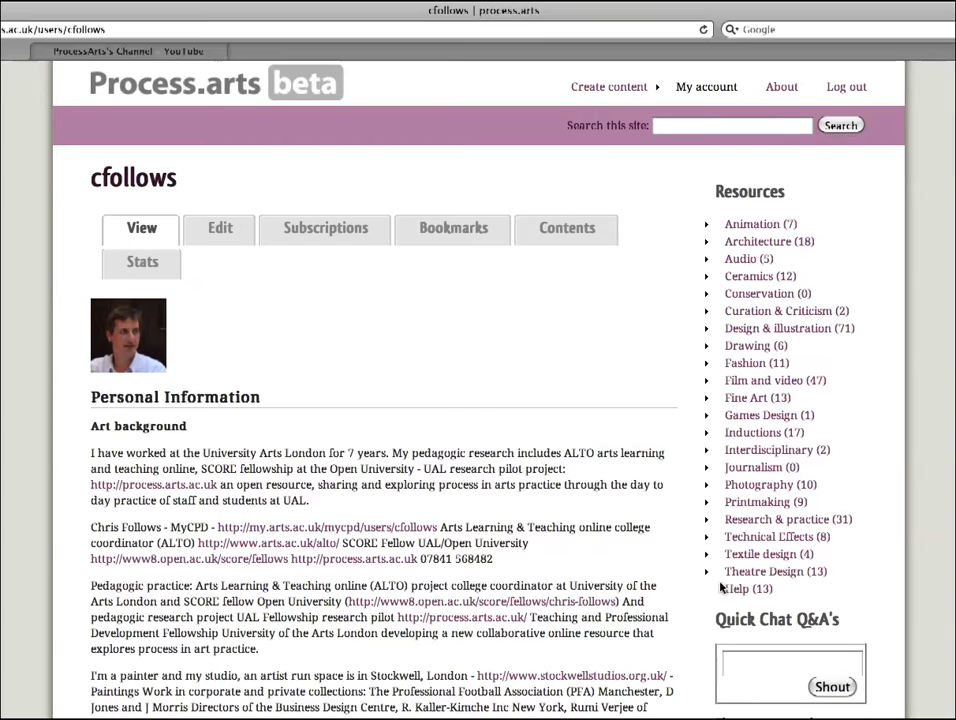 cfollows | process.arts
s.ac.uk/users/cfollows
Google
ProcessArts's Channel - YouTube
Process.arts beta
Create content My account About Log out
Search this site: Search
cfollows
View Edit Subscriptions Bookmarks Contents
Stats
Personal Information
Art background
I have worked at the University Arts London for 7 years. My pedagogic research includes ALTO arts learning
and teaching online, SCORE fellowship at the Open University - UAL research pilot project:
http://process.arts.ac.uk an open resource, sharing and exploring process in arts practice through the day to
day practice of staff and students at UAL.
Chris Follows - MyCPD - http://my.arts.ac.uk/mycpd/users/cfollows Arts Learning & Teaching online college
coordinator (ALTO) http://www.arts.ac.uk/alto/ SCORE Fellow UAL/Open University
http://www8.open.ac.uk/score/fellows http://process.arts.ac.uk 07841 568482
Pedagogic practice: Arts Learning & Teaching online (ALTO) project college coordinator at University of the
Arts London and SCORE fellow Open University (http://www8.open.ac.uk/score/fellows/chris-follows) And
pedagogic research project UAL Fellowship research pilot http://process.arts.ac.uk/ Teaching and Professional
Development Fellowship University of the Arts London developing a new collaborative online resource that
explores process in art practice.
I'm a painter and my studio, an artist run space is in Stockwell, London - http://www.stockwellstudios.org.uk/ -
Paintings Work in corporate and private collections: The Professional Football Association (PFA) Manchester, D
Jones and J Morris Directors of the Business Design Centre, R. Kaller-Kimche Inc New York, Rumi Verjee of
Resources
Animation (7)
Architecture (18)
Audio (5)
Ceramics (12)
Conservation (0)
Curation & Criticism (2)
Design & illustration (71)
Drawing (6)
Fashion (11)
Film and video (47)
Fine Art (13)
Games Design (1)
Inductions (17)
Interdisciplinary (2)
Journalism (0)
Photography (10)
Printmaking (9)
Research & practice (31)
Technical Effects (8)
Textile design (4)
Theatre Design (13)
Help (13)
Quick Chat Q&A's
Shout